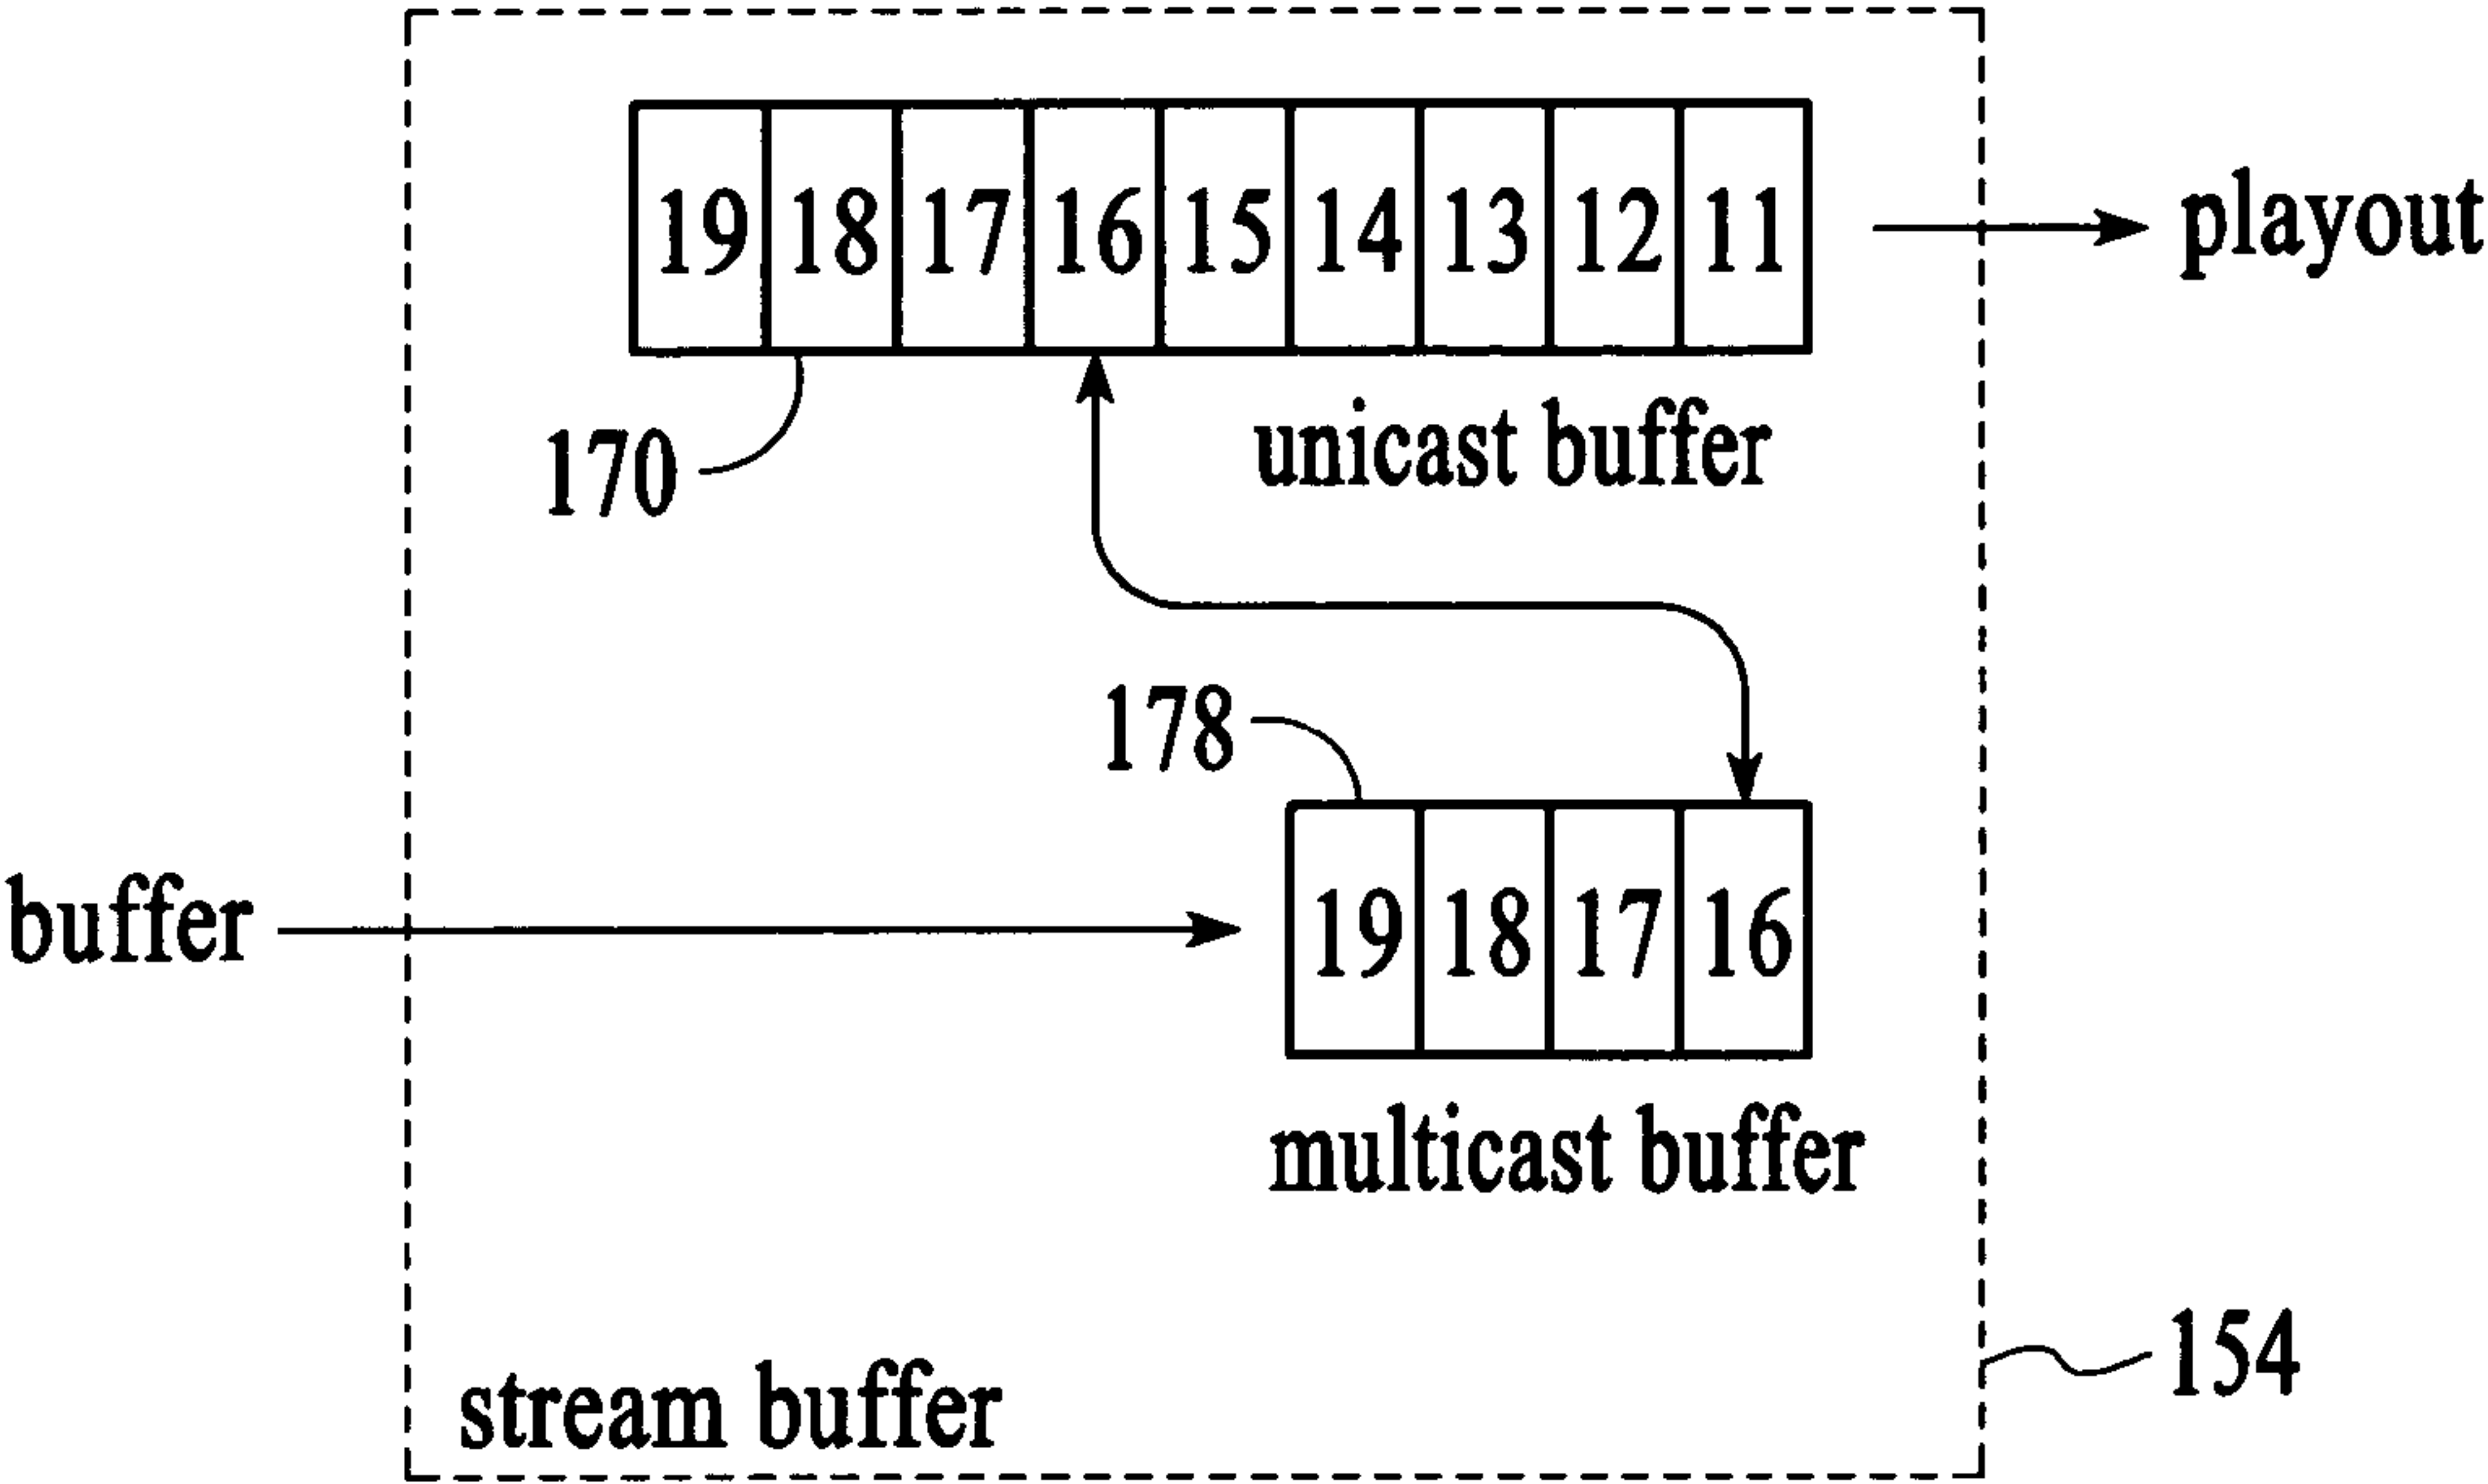 19 18 17 16 15 14 13 12 11
playout
170
unicast buffer
178
buffer
19 18 17 16
multicast buffer
154
stream buffer